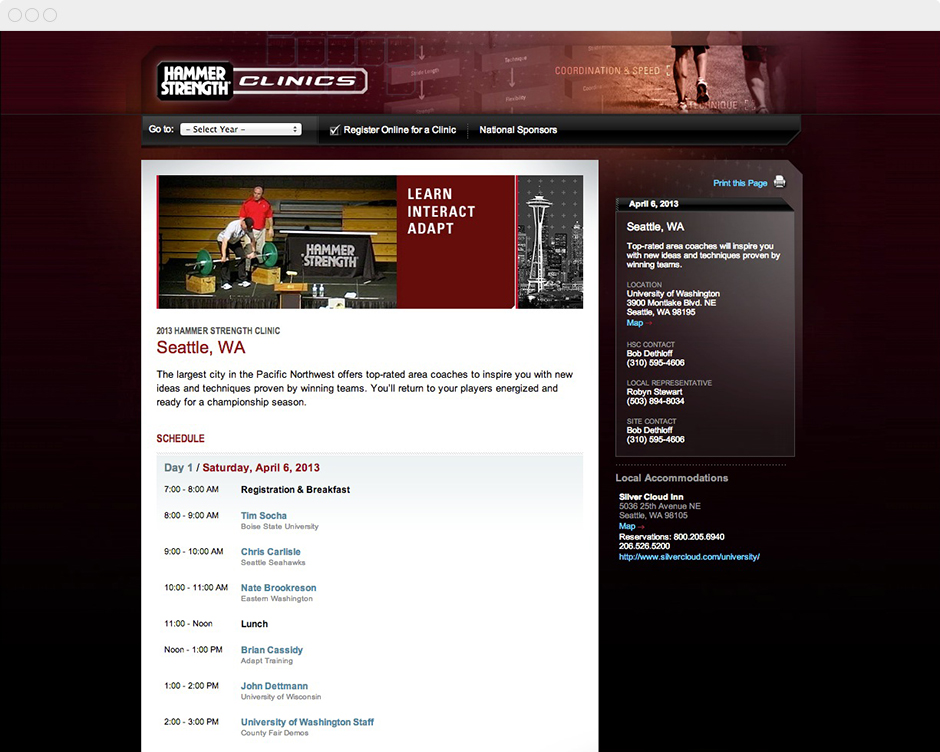 HAMMER
STRENGTH
CLINICS
Stride Length
Technique
Flexibility
COORDINATION & SPEED
TECHNIQUE
Go to:
- Select Year -
Register Online for a Clinic
National Sponsors
LEARN
INTERACT
ADAPT
HAMMER
STRENGTH
2013 HAMMER STRENGTH CLINIC
Seattle, WA
The largest city in the Pacific Northwest offers top-rated area coaches to inspire you with new
ideas and techniques proven by winning teams. You'll return to your players energized and
ready for a championship season.
SCHEDULE
Day 1 / Saturday, April 6, 2013
7:00 - 8:00 AM Registration & Breakfast
8:00 - 9:00 AM Tim Socha
Boise State University
9:00 - 10:00 AM Chris Carlisle
Seattle Seahawks
10:00 - 11:00 AM Nate Brookreson
Eastern Washington
11:00 - Noon Lunch
Noon - 1:00 PM Brian Cassidy
Adapt Training
1:00 - 2:00 PM John Dettmann
University of Wisconsin
2:00 - 3:00 PM University of Washington Staff
County Fair Demos
Print this Page
April 6, 2013
Seattle, WA
Top-rated area coaches will inspire you
with new ideas and techniques proven by
winning teams.
LOCATION
University of Washington
3900 Montlake Blvd. NE
Seattle, WA 98195
Map →
HSC CONTACT
Bob Dethloff
(310) 595-4606
LOCAL REPRESENTATIVE
Robyn Stewart
(503) 894-8034
SITE CONTACT
Bob Dethloff
(310) 595-4606
Local Accommodations
Silver Cloud Inn
5036 25th Avenue NE
Seattle, WA 98105
Map →
Reservations: 800.205.6940
206.526.5200
http://www.silvercloud.com/university/